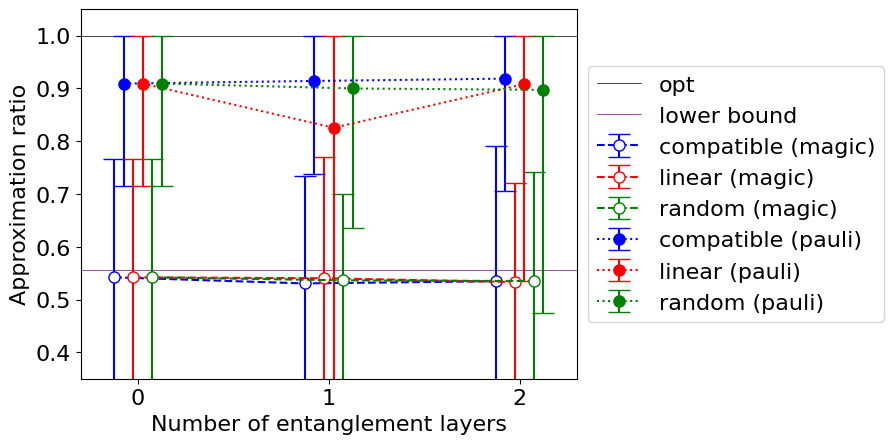 1.0
0.9
0.8
0.7
0.6
0.5
0.4
Approximation ratio
0
1
2
Number of entanglement layers
opt
lower bound
compatible (magic)
linear (magic)
random (magic)
compatible (pauli)
linear (pauli)
random (pauli)